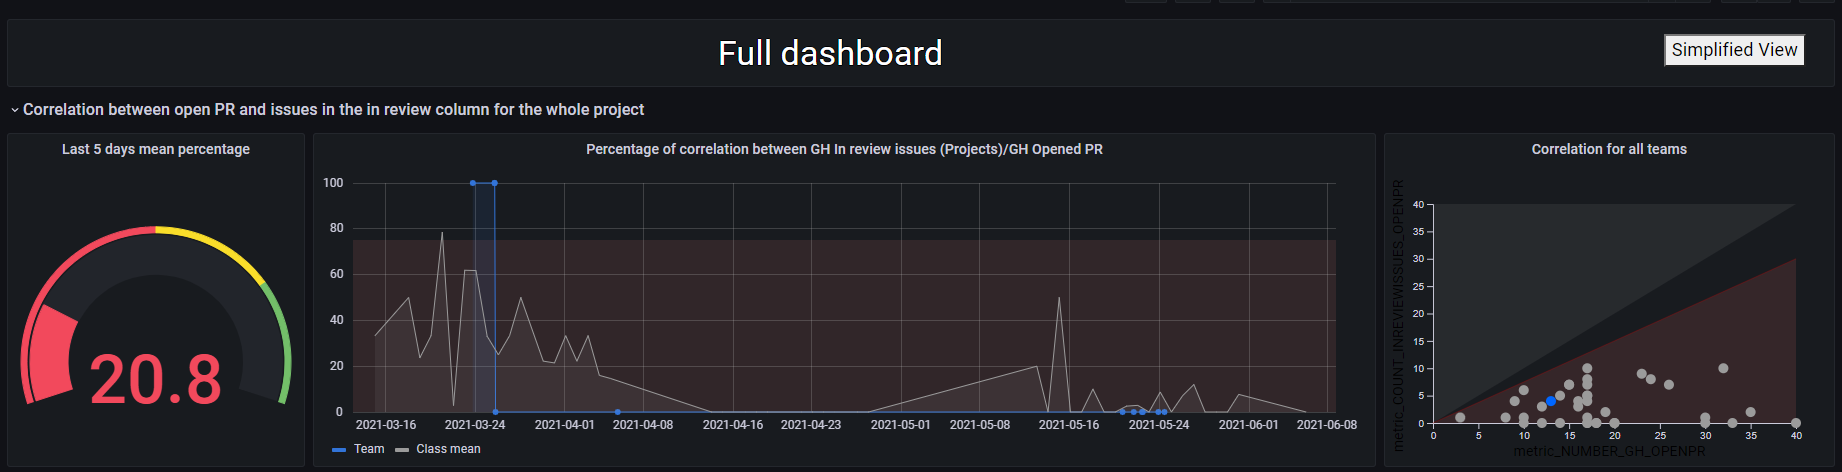 Full dashboard
Simplified View
Correlation between open PR and issues in the in review column for the whole project
Last 5 days mean percentage
20.8
Percentage of correlation between GH In review issues (Projects)/GH Opened PR
100
80
60
40
20
0
2021-03-16 2021-03-24 2021-04-01 2021-04-08 2021-04-16 2021-04-23 2021-05-01 2021-05-08 2021-05-16 2021-05-24 2021-06-01 2021-06-08
Team Class mean
Correlation for all teams
metric_COUNT_INREVIEWISSUES_OPENPR
40
35
30
25
20
15
10
5
0
0 5 10 15 20 25 30 35 40
metric_NUMBER_GH_OPENPR